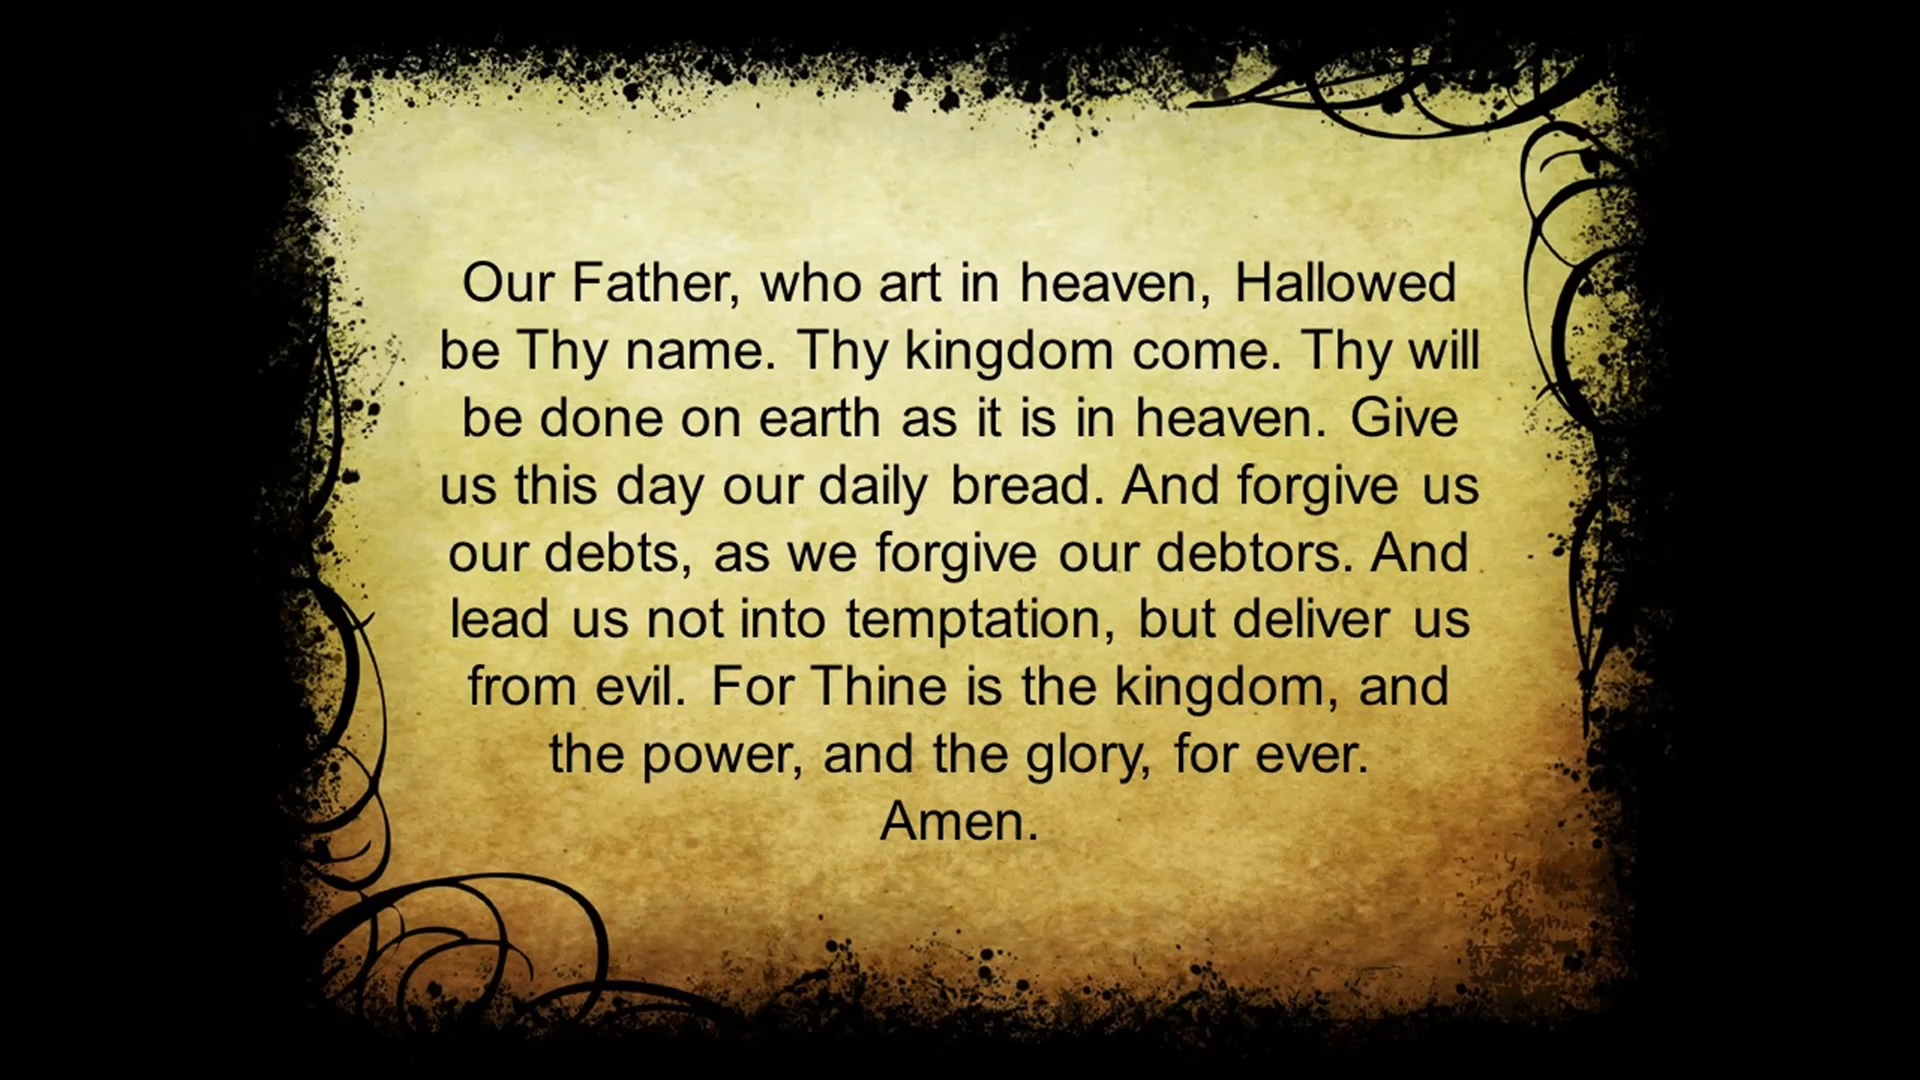 Our Father, who art in heaven, Hallowed
be Thy name. Thy kingdom come. Thy will
be done on earth as it is in heaven. Give
us this day our daily bread. And forgive us
our debts, as we forgive our debtors. And
lead us not into temptation, but deliver us
from evil. For Thine is the kingdom, and
the power, and the glory, for ever.
Amen.